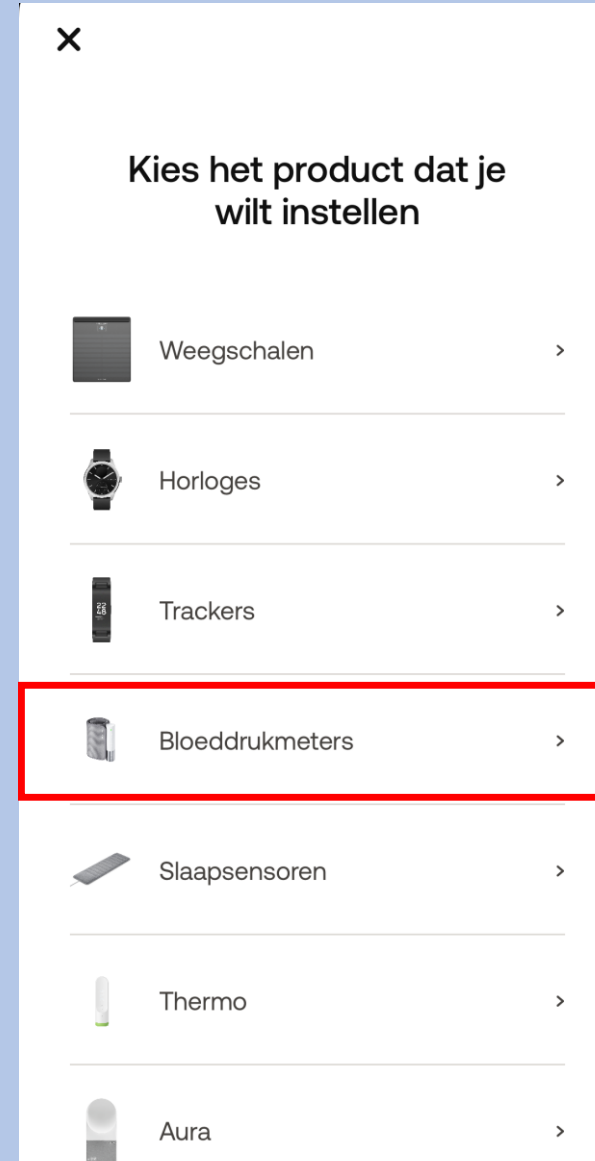 Kies het product dat je
wilt instellen
Weegschalen
Horloges
Trackers
Bloeddrukmeters
Slaapsensoren
Thermo
Aura